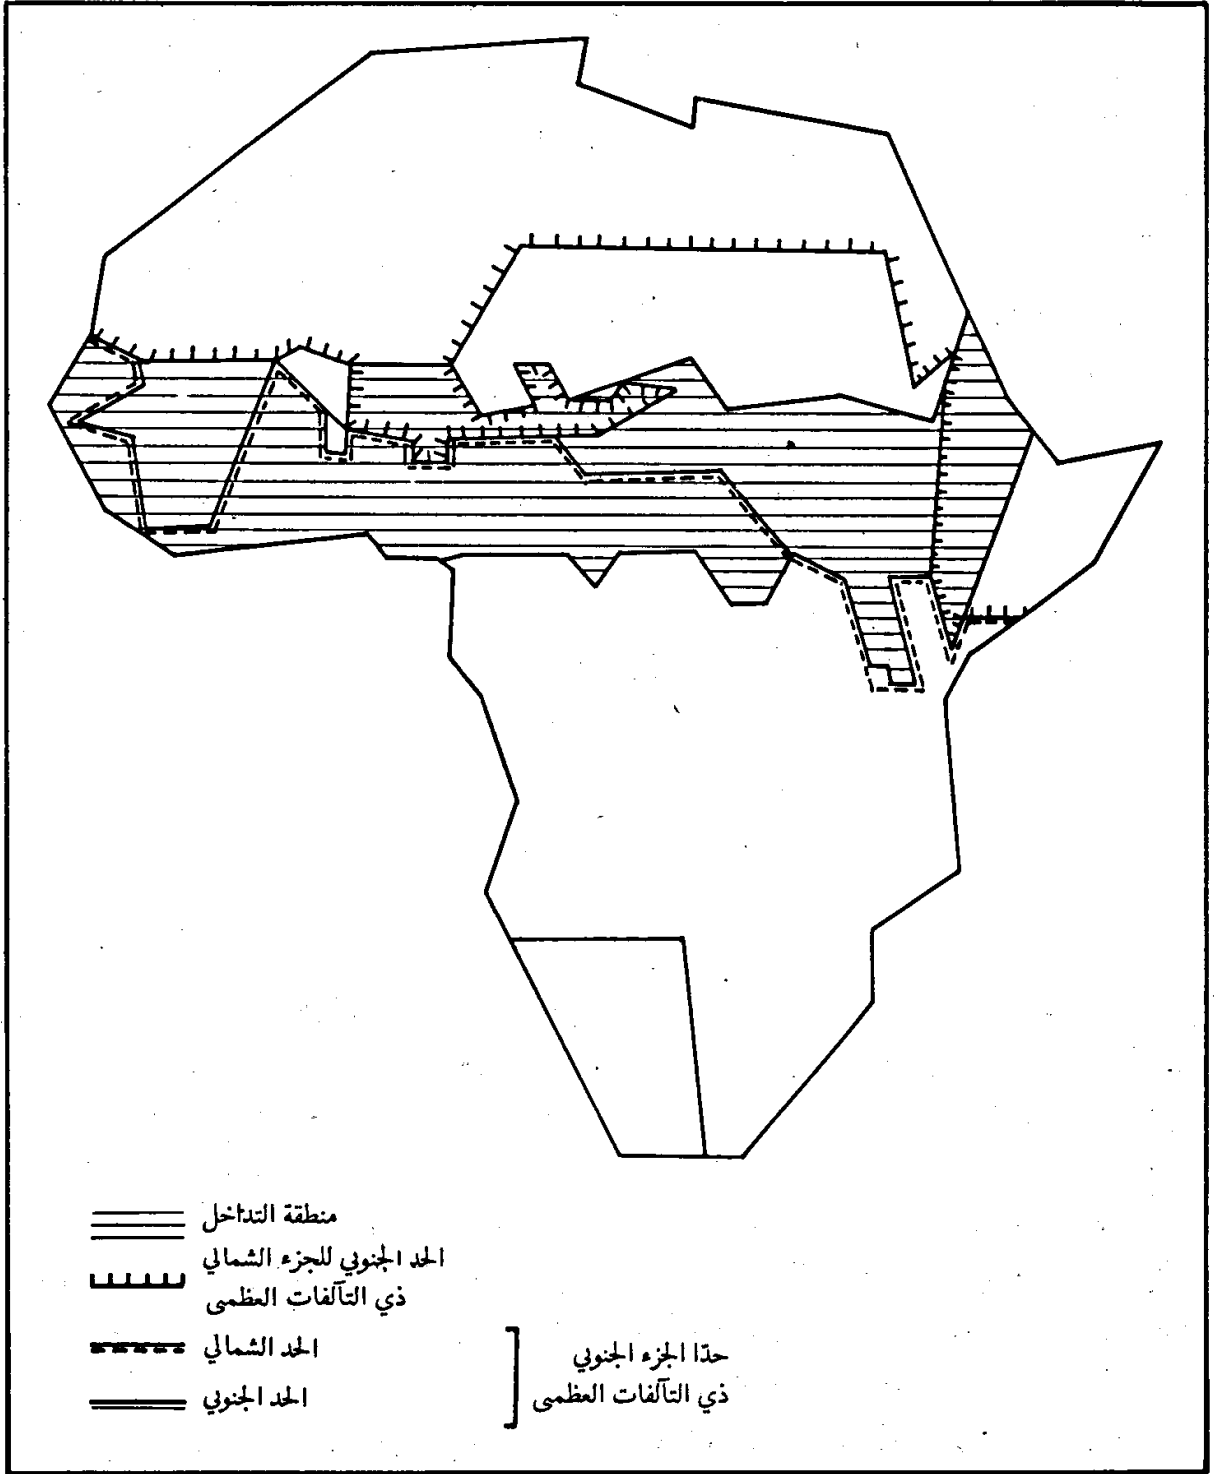 منطقة التداخل
الحد الجنوبي للجزء الشمالي
ذي التآلفات العظمى
الحد الشمالي
الحد الجنوبي
حدّا الجزء الجنوبي
ذي التآلفات العظمى